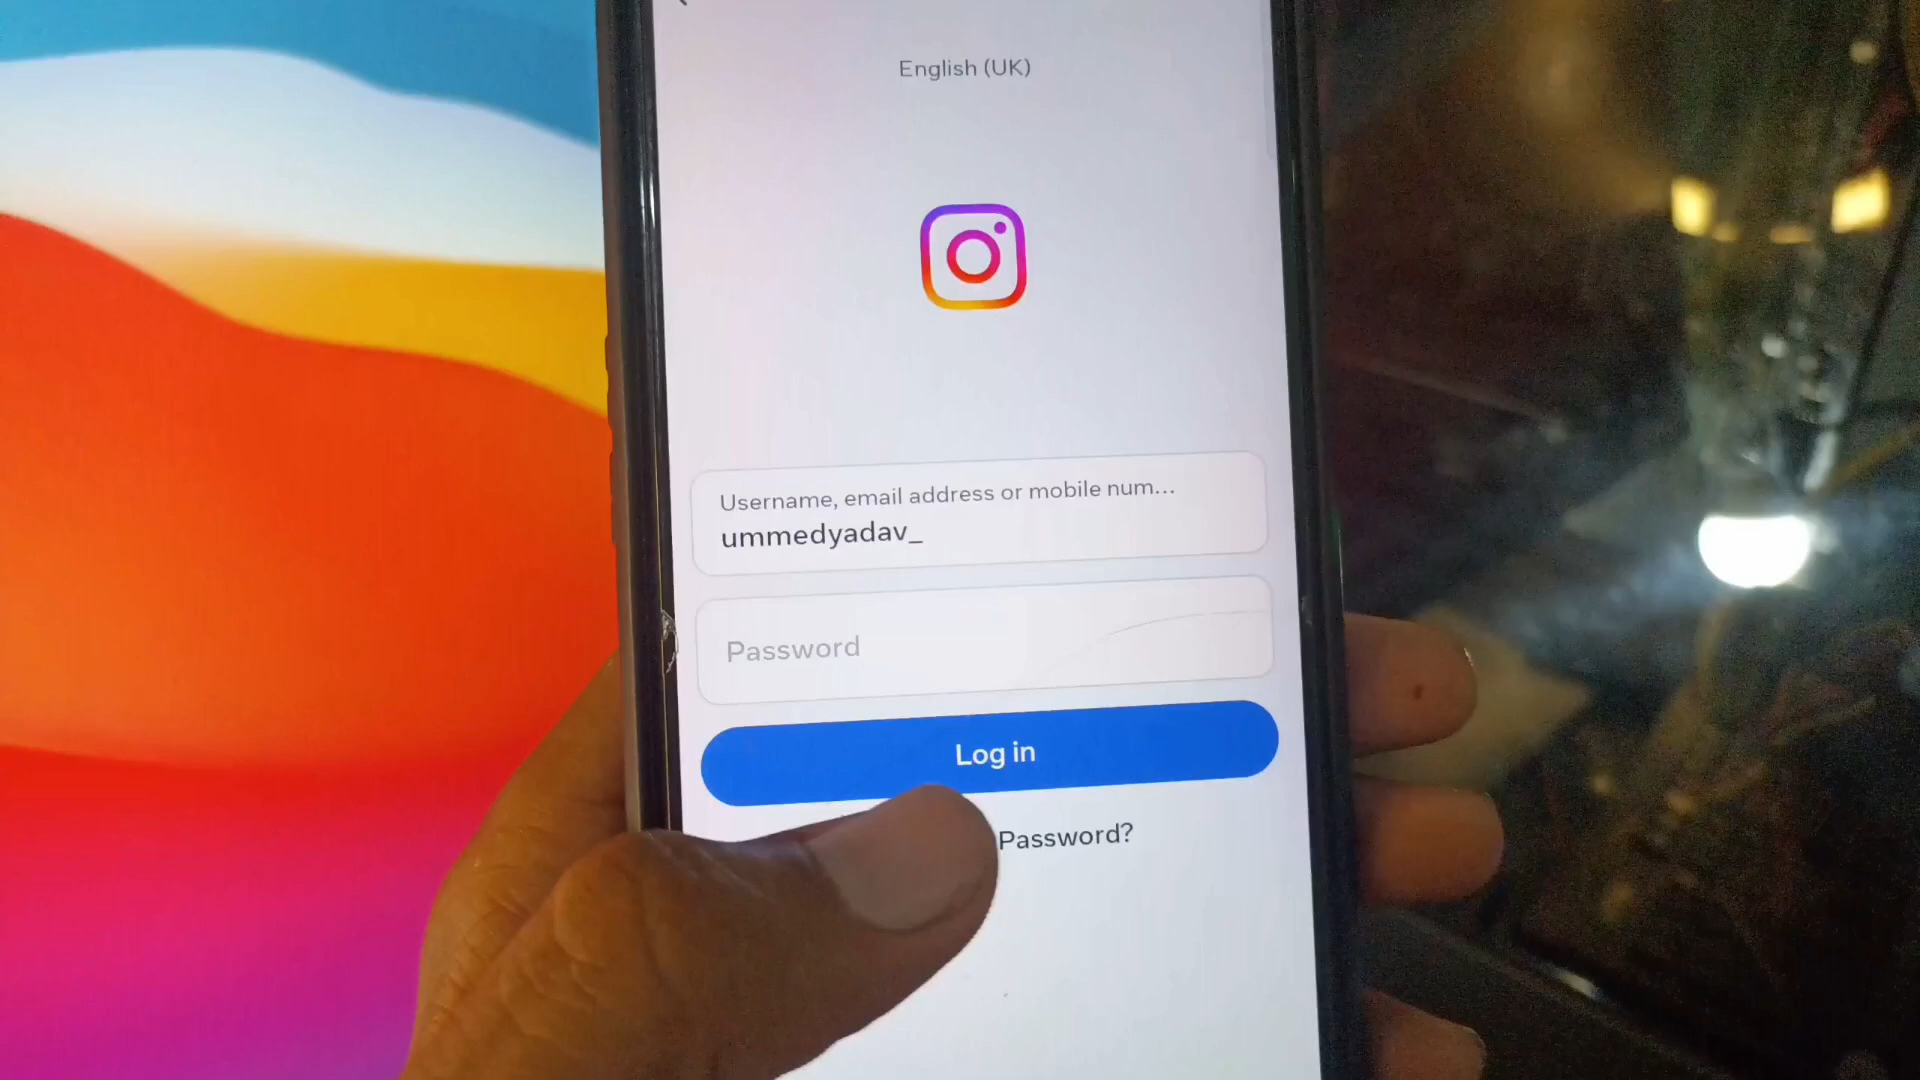 English (UK)
Username, email address or mobile num...
ummedyadav_
Password
Log in
Password?